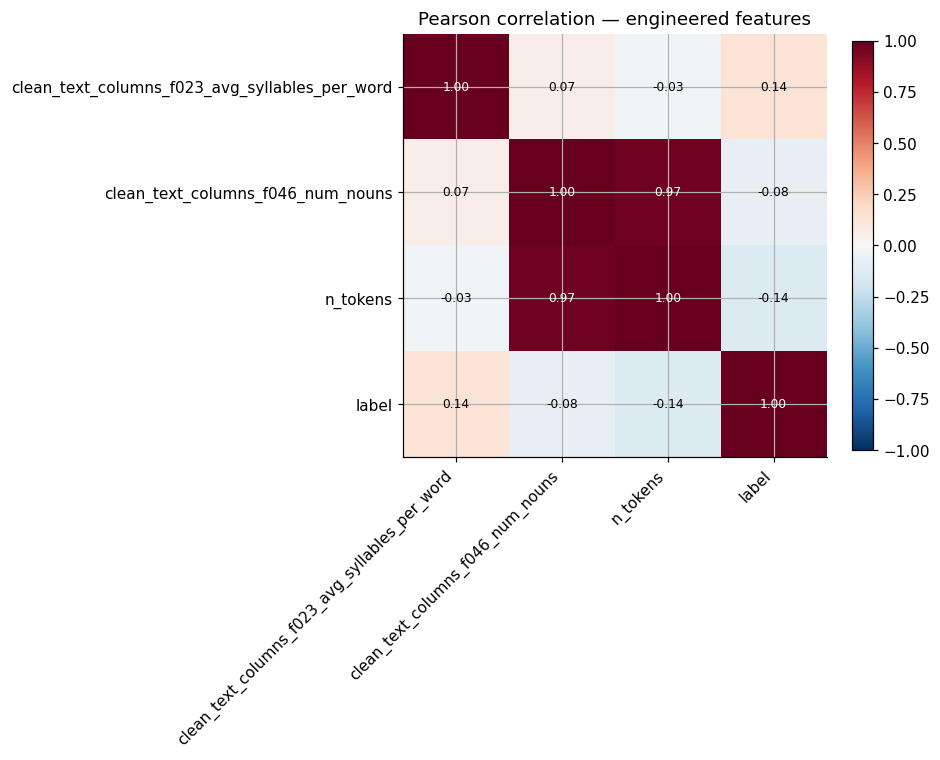 Pearson correlation — engineered features
clean_text_columns_f023_avg_syllables_per_word
1.00 0.07 -0.03 0.14
clean_text_columns_f046_num_nouns
0.07 1.00 0.97 -0.08
n_tokens
-0.03 0.97 1.00 -0.14
label
0.14 -0.08 -0.14 1.00
clean_text_columns_f023_avg_syllables_per_word
clean_text_columns_f046_num_nouns
n_tokens
label
1.00
0.75
0.50
0.25
0.00
−0.25
−0.50
−0.75
−1.00